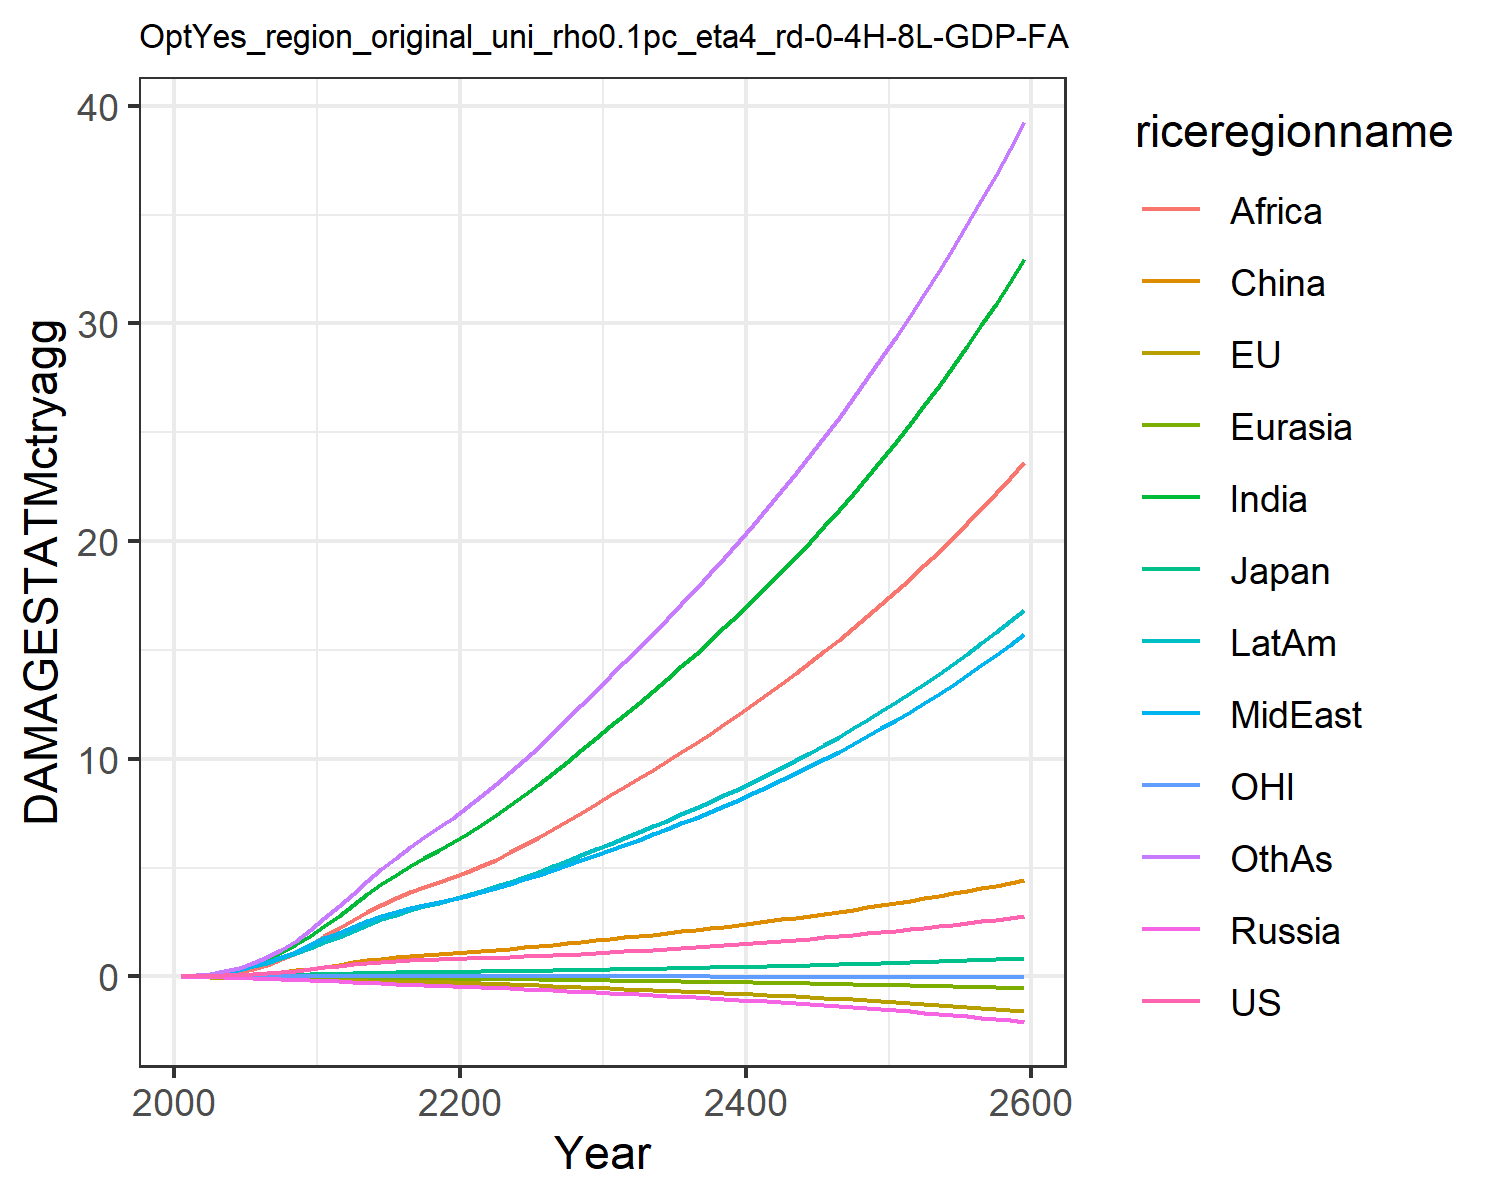 OptYes_region_original_uni_rho0.1pc_eta4_rd-0-4H-8L-GDP-FA
DAMAGESTATMctryagg
40
30
20
10
0
2000 2200 2400 2600
Year
riceregionname
Africa
China
EU
Eurasia
India
Japan
LatAm
MidEast
OHI
OthAs
Russia
US